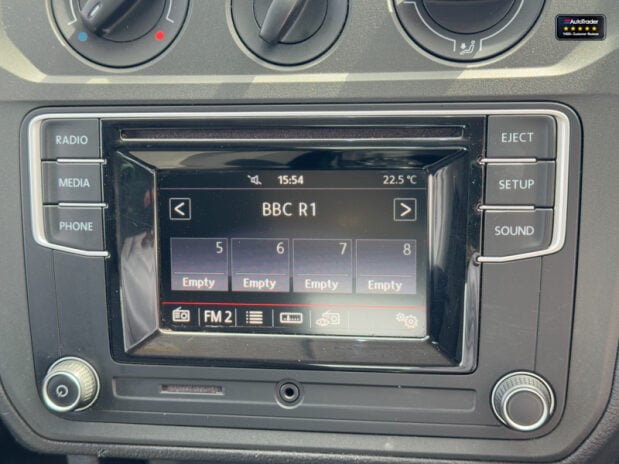 AutoTrader
RADIO
MEDIA
PHONE
EJECT
SETUP
SOUND
15:54
22.5 °C
< BBC R1 >
5 6 7 8
Empty Empty Empty Empty
FM 2